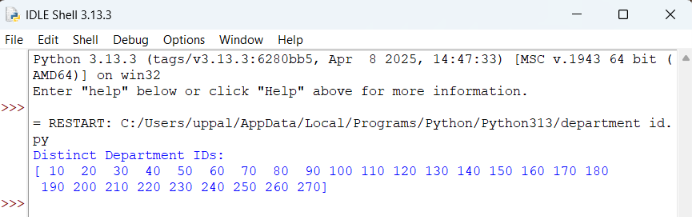 IDLE Shell 3.13.3
File Edit Shell Debug Options Window Help
Python 3.13.3 (tags/v3.13.3:6280bb5, Apr  8 2025, 14:47:33) [MSC v.1943 64 bit (
AMD64)] on win32
Enter "help" below or click "Help" above for more information.
>>>
= RESTART: C:/Users/uppal/AppData/Local/Programs/Python/Python313/department id.
py
Distinct Department IDs:
[ 10  20  30  40  50  60  70  80  90 100 110 120 130 140 150 160 170 180
 190 200 210 220 230 240 250 260 270]
>>>